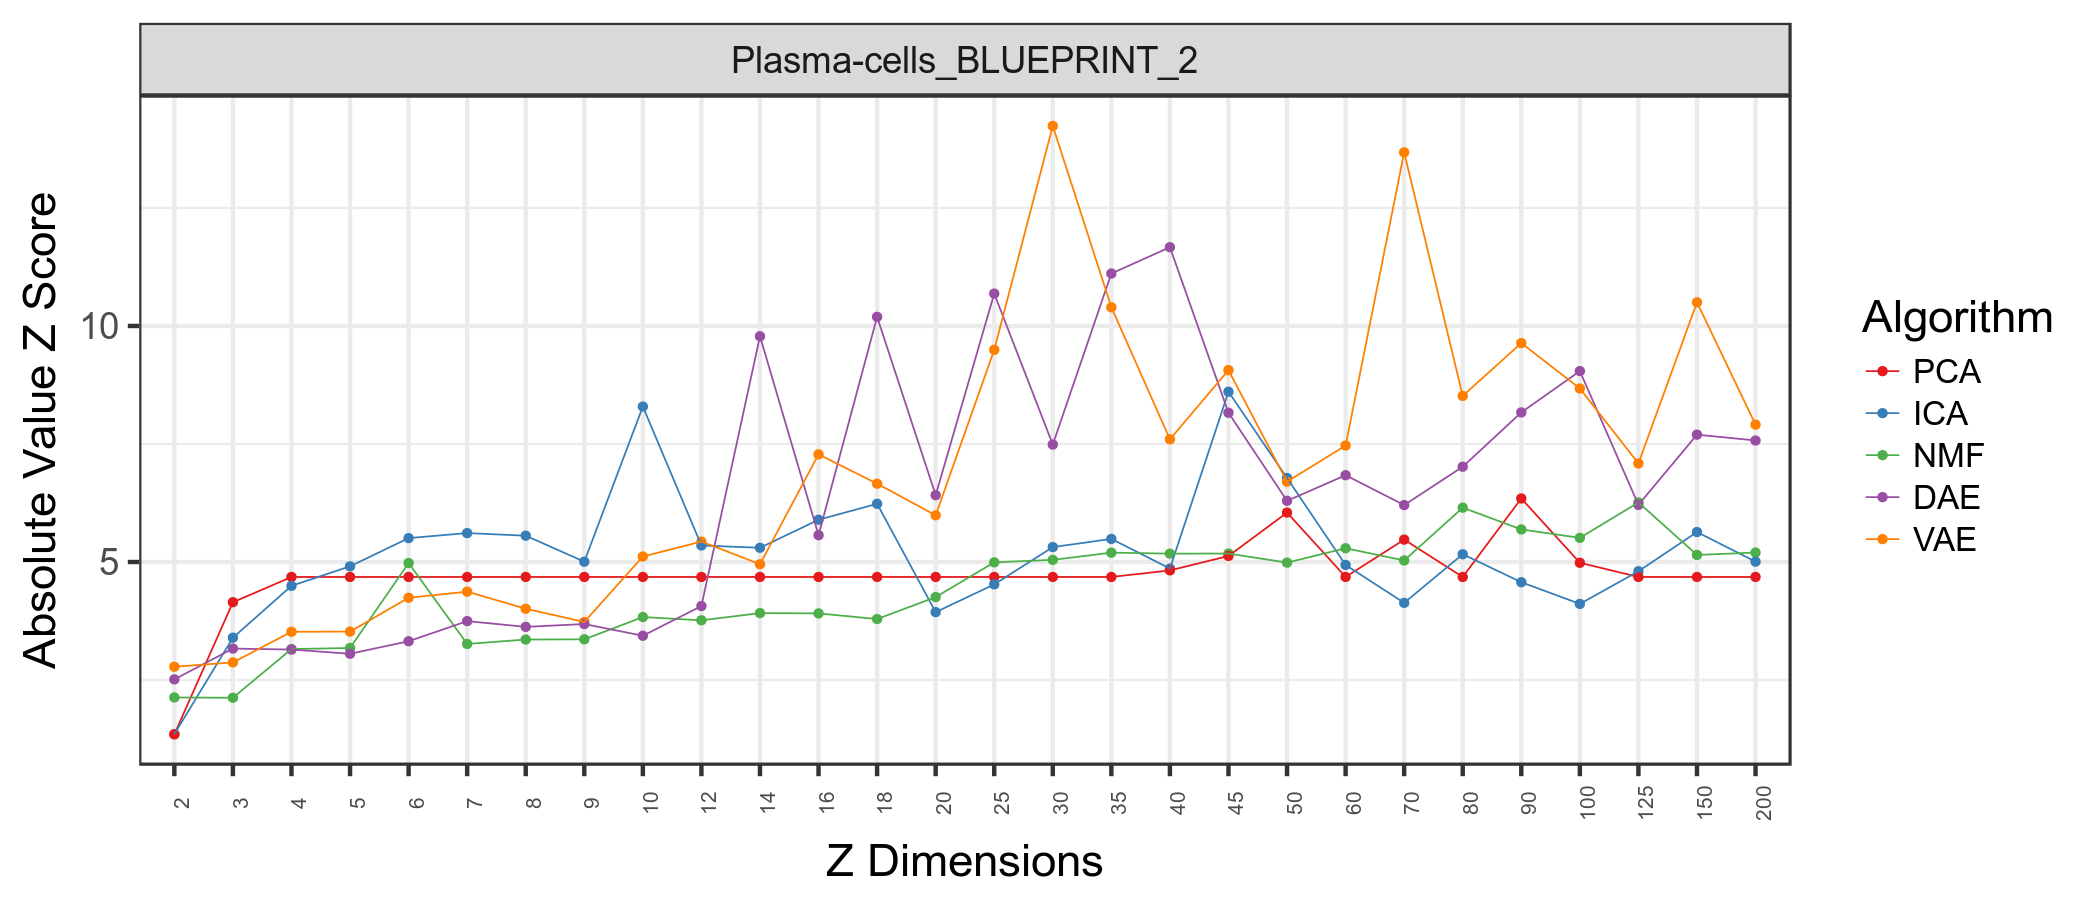 Plasma-cells_BLUEPRINT_2
Absolute Value Z Score
10
5
2 3 4 5 6 7 8 9 10 12 14 16 18 20 25 30 35 40 45 50 60 70 80 90 100 125 150 200
Z Dimensions
Algorithm
PCA
ICA
NMF
DAE
VAE